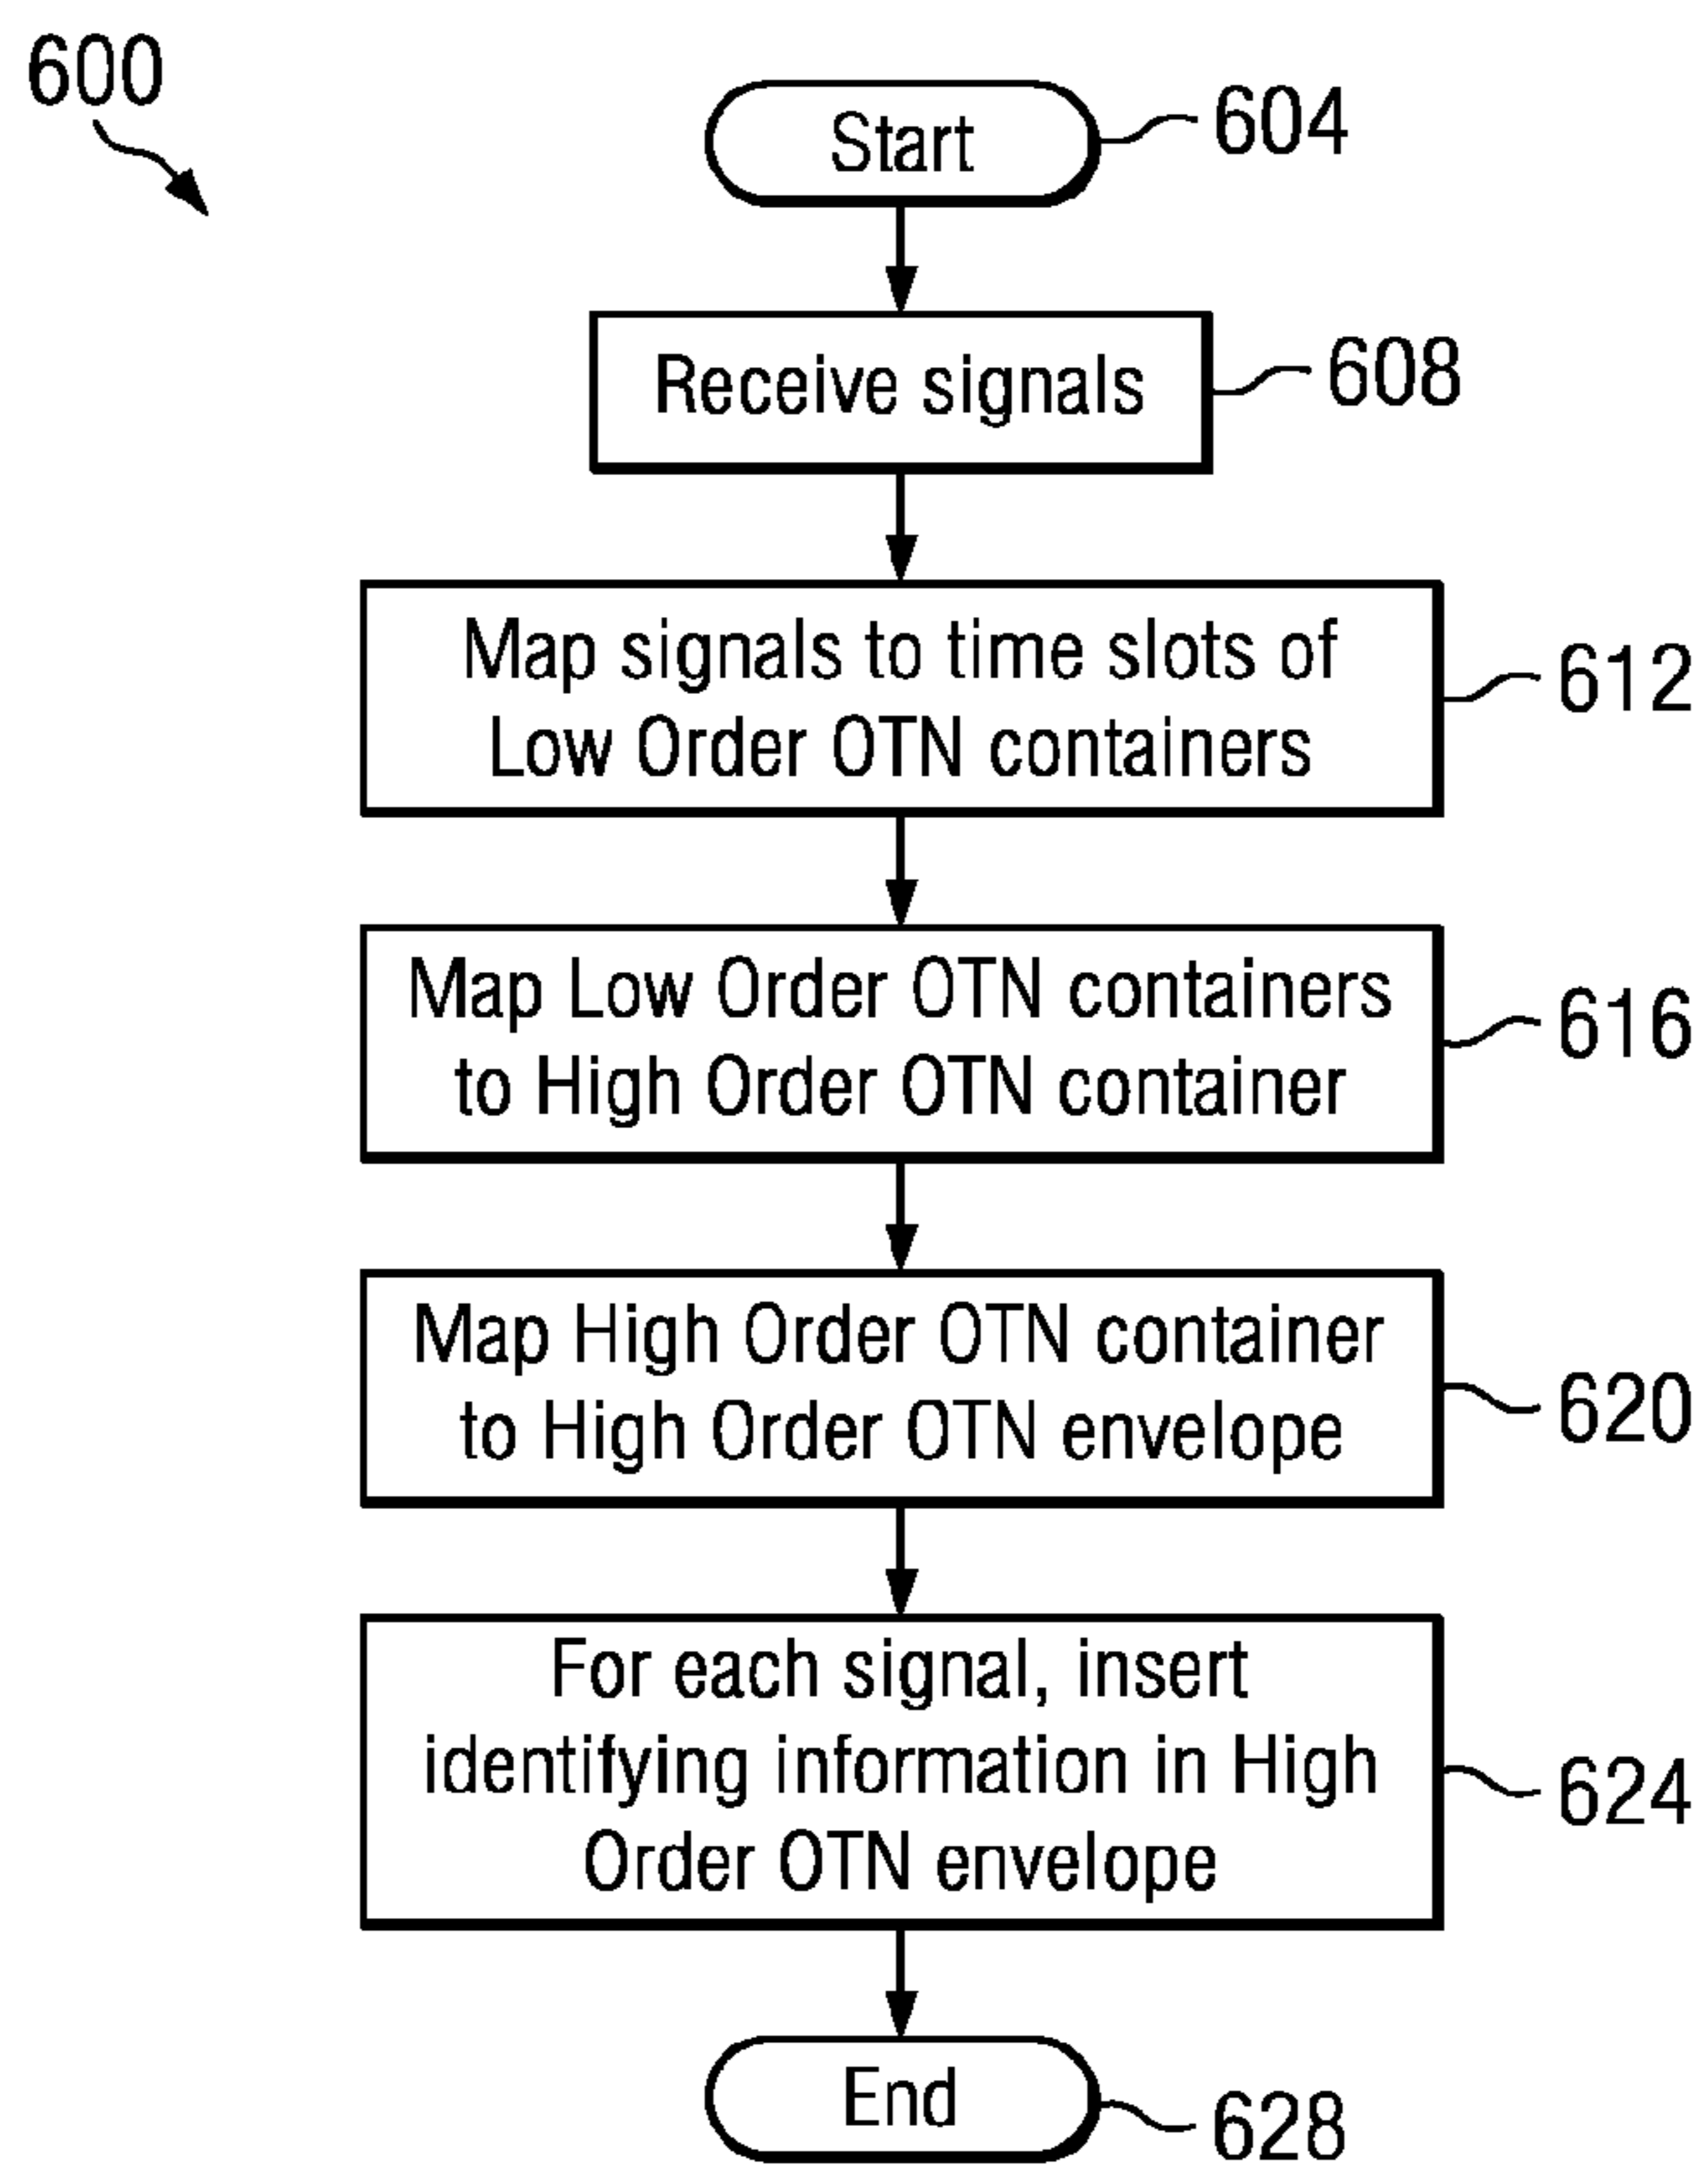 600
Start
604
Receive signals
608
Map signals to time slots of
Low Order OTN containers
612
Map Low Order OTN containers
to High Order OTN container
616
Map High Order OTN container
to High Order OTN envelope
620
For each signal, insert
identifying information in High
Order OTN envelope
624
End
628